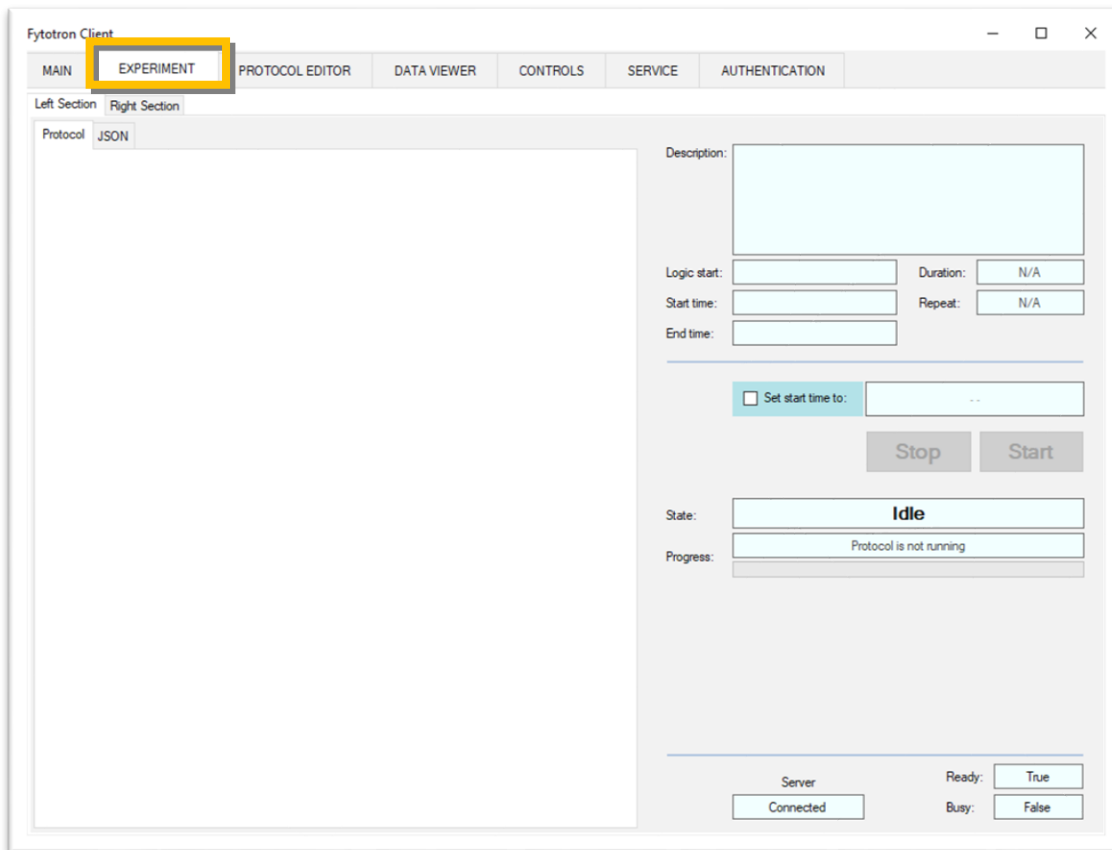 Fytotron Client
MAIN EXPERIMENT PROTOCOL EDITOR DATA VIEWER CONTROLS SERVICE AUTHENTICATION
Left Section Right Section
Protocol JSON
Description:
Logic start: Duration: N/A
Start time: Repeat: N/A
End time:
Set start time to: - -
Stop Start
State: Idle
Protocol is not running
Progress:
Server Ready: True
Connected Busy: False